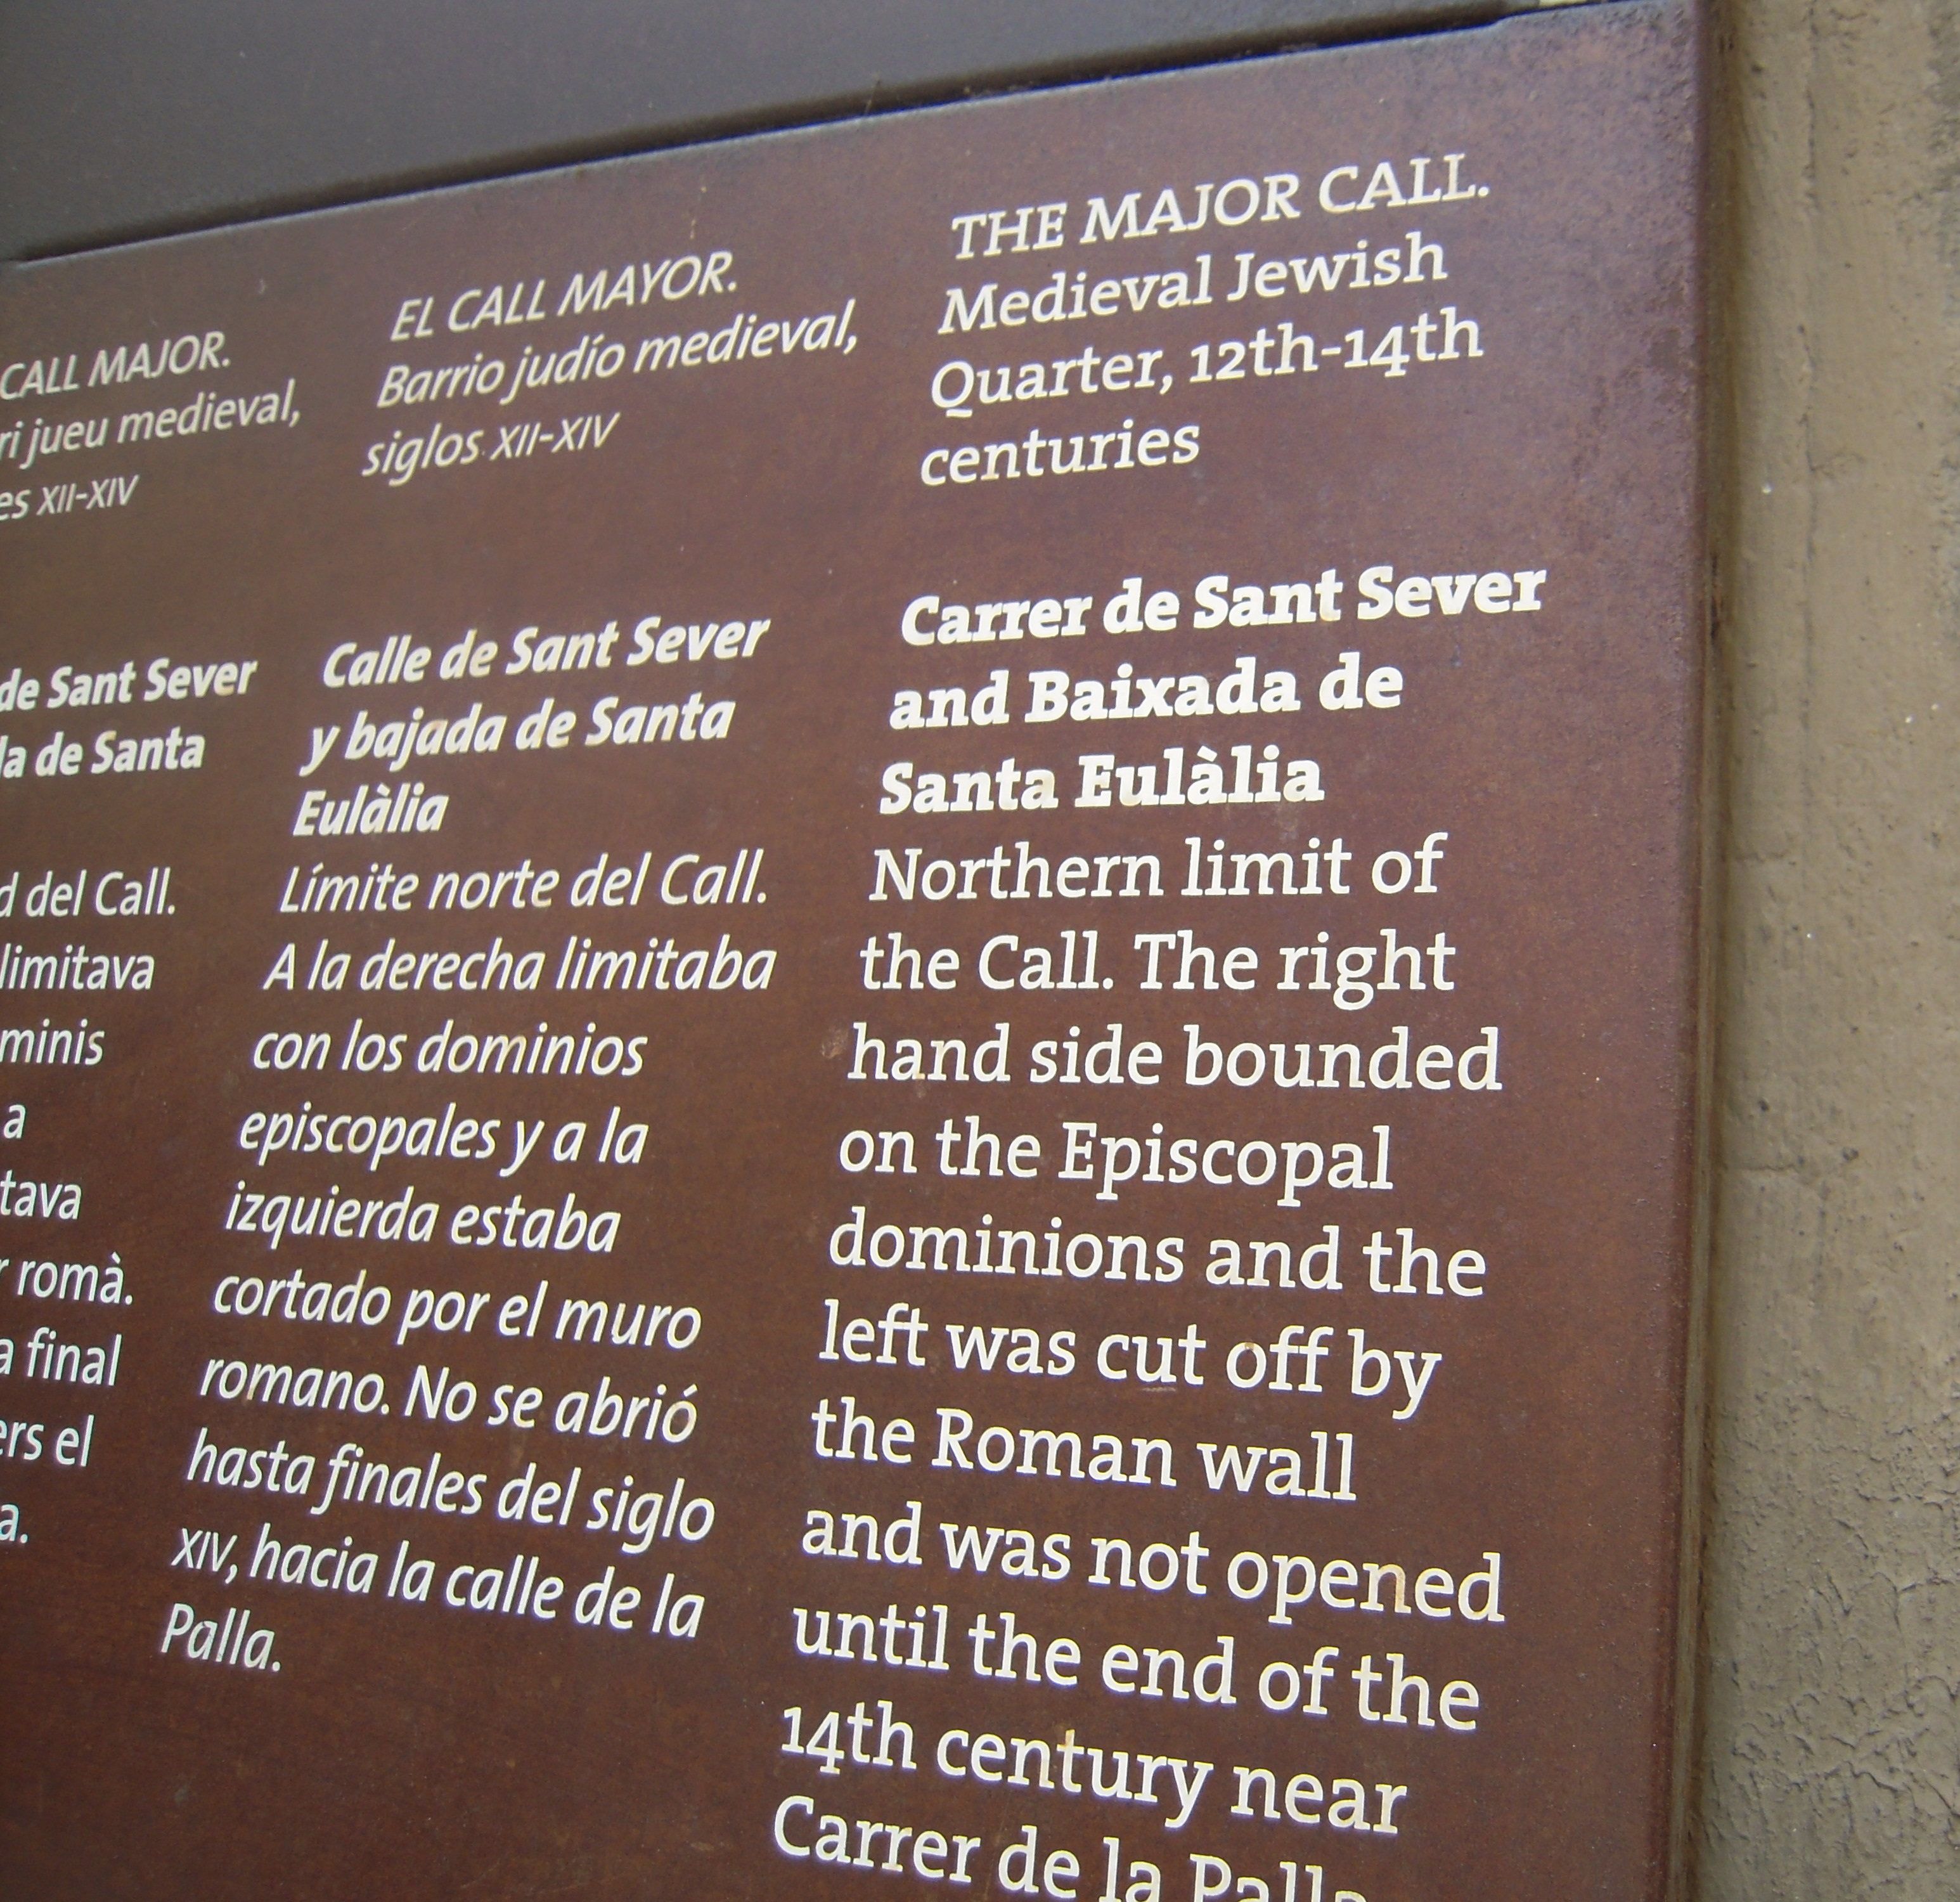 CALL MAJOR.
jueu medieval,
XII-XIV
de Sant Sever
de Santa
del Call.
limitava
a
romà.
final
el
EL CALL MAYOR.
Barrio judío medieval,
siglos XII-XIV
Calle de Sant Sever
y bajada de Santa
Eulàlia
Límite norte del Call.
A la derecha limitaba
con los dominios
episcopales y a la
izquierda estaba
cortado por el muro
romano. No se abrió
hasta finales del siglo
XIV, hacia la calle de la
Palla.
THE MAJOR CALL.
Medieval Jewish
Quarter, 12th-14th
centuries
Carrer de Sant Sever
and Baixada de
Santa Eulàlia
Northern limit of
the Call. The right
hand side bounded
on the Episcopal
dominions and the
left was cut off by
the Roman wall
and was not opened
until the end of the
14th century near
Carrer de la Palla